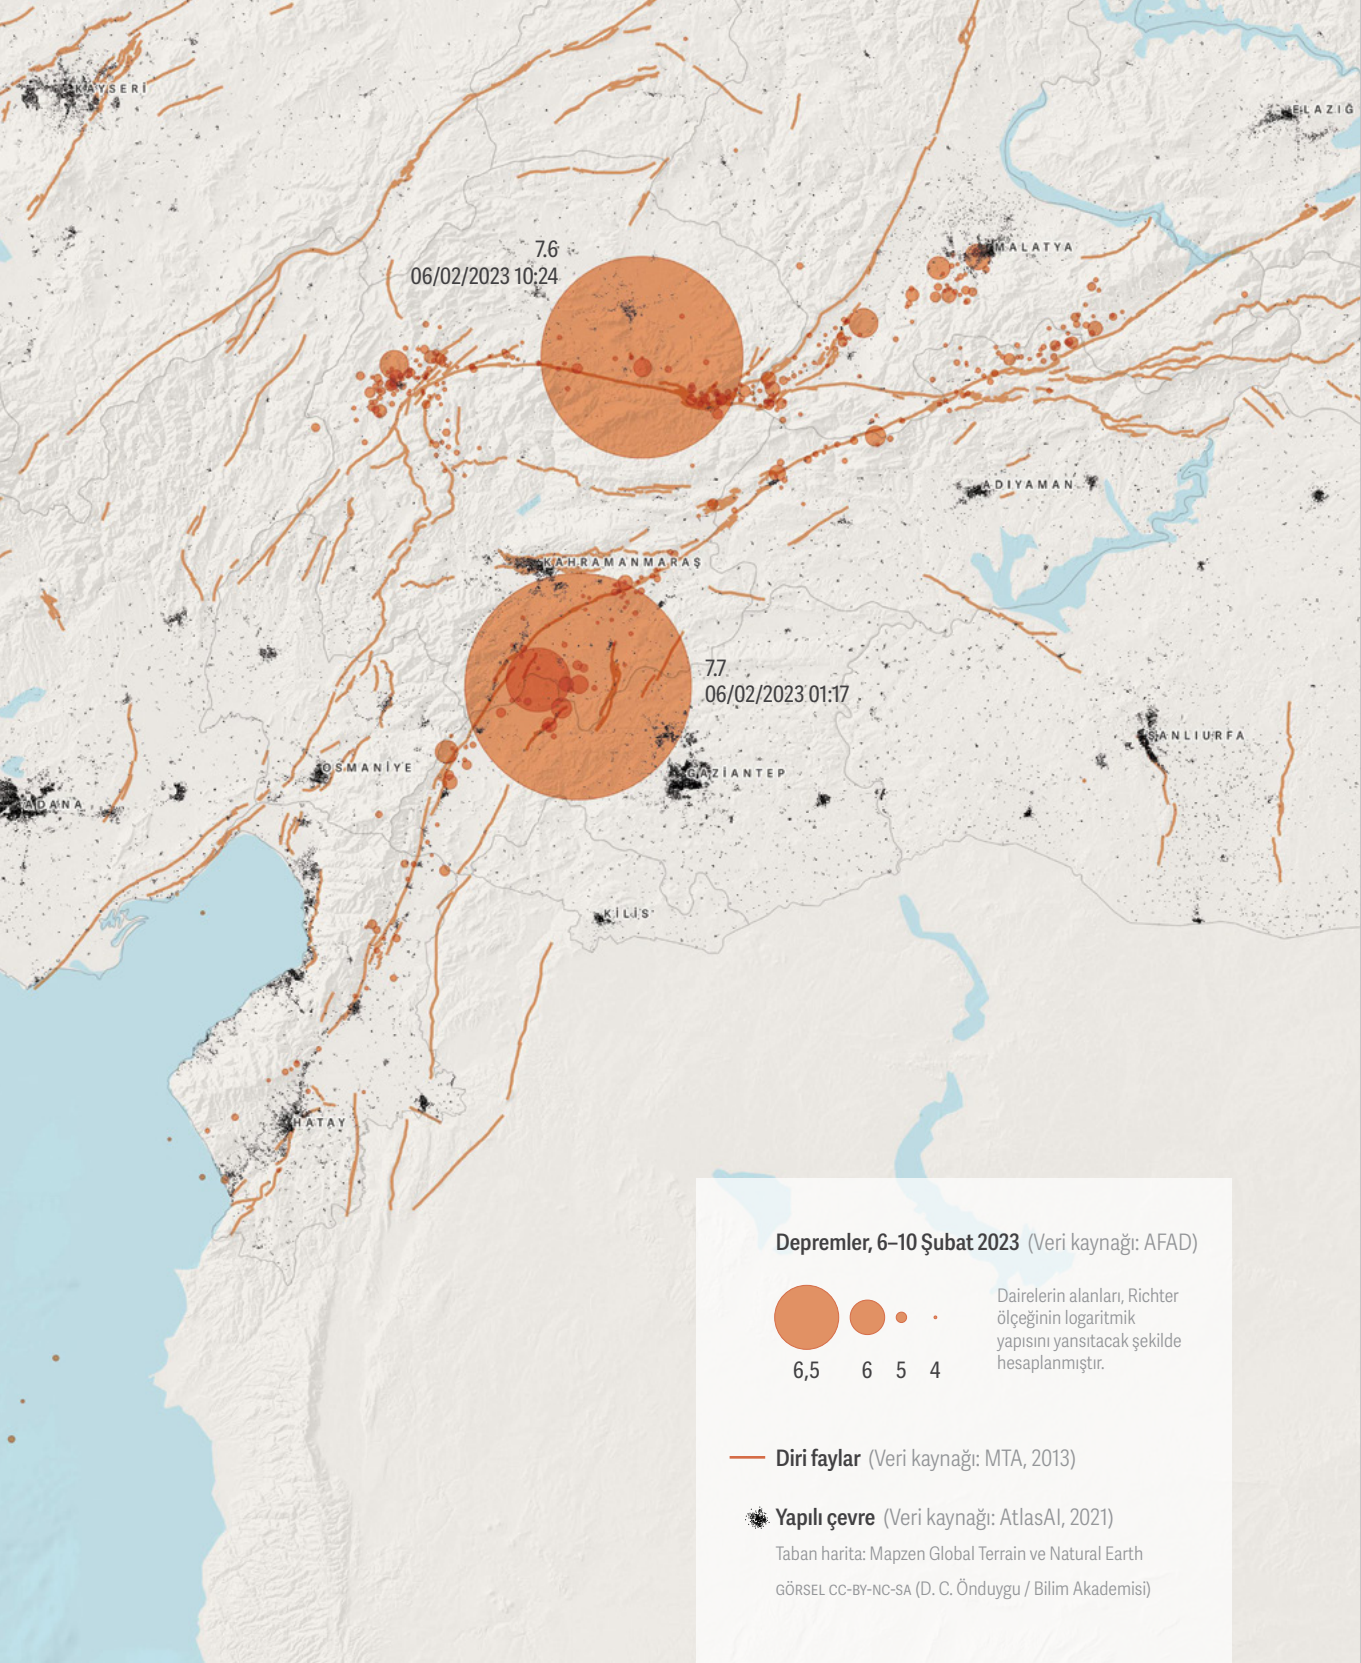 KAYSERİ
ELAZIĞ
MALATYA
7.6
06/02/2023 10:24
ADIYAMAN
KAHRAMANMARAŞ
7.7
06/02/2023 01:17
ŞANLIURFA
OSMANİYE
GAZİANTEP
ADANA
KİLİS
HATAY
Depremler, 6–10 Şubat 2023 (Veri kaynağı: AFAD)
Dairelerin alanları, Richter
ölçeğinin logaritmik
yapısını yansıtacak şekilde
hesaplanmıştır.
6,5 6 5 4
Diri faylar (Veri kaynağı: MTA, 2013)
Yapılı çevre (Veri kaynağı: AtlasAI, 2021)
Taban harita: Mapzen Global Terrain ve Natural Earth
GÖRSEL CC-BY-NC-SA (D. C. Önduygu / Bilim Akademisi)